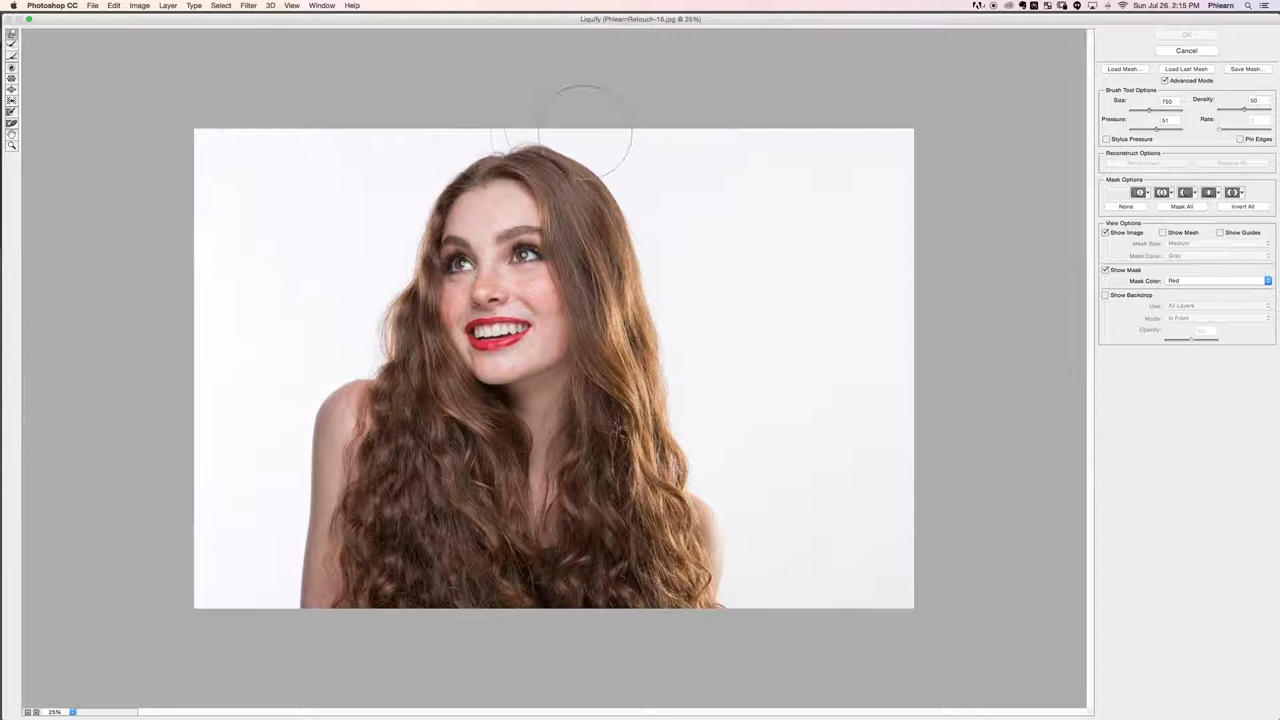 Photoshop CC File Edit Image Layer Type Select Filter 3D View Window Help Sun Jul 26 2:15 PM Phlearn
Liquify (PhlearnRetouch-16.jpg @ 25%)
OK
Cancel
Load Mesh... Load Last Mesh Save Mesh...
Advanced Mode
Brush Tool Options
Size: 750 Density: 50
Pressure: 51 Rate:
Stylus Pressure Pin Edges
Reconstruct Options
Reconstruct... Restore All
Mask Options
None Mask All Invert All
View Options
Show Image Show Mesh Show Guides
Mesh Size: Medium
Mesh Color: Gray
Show Mask
Mask Color: Red
Show Backdrop
Use: All Layers
Mode: In Front
Opacity:
25%